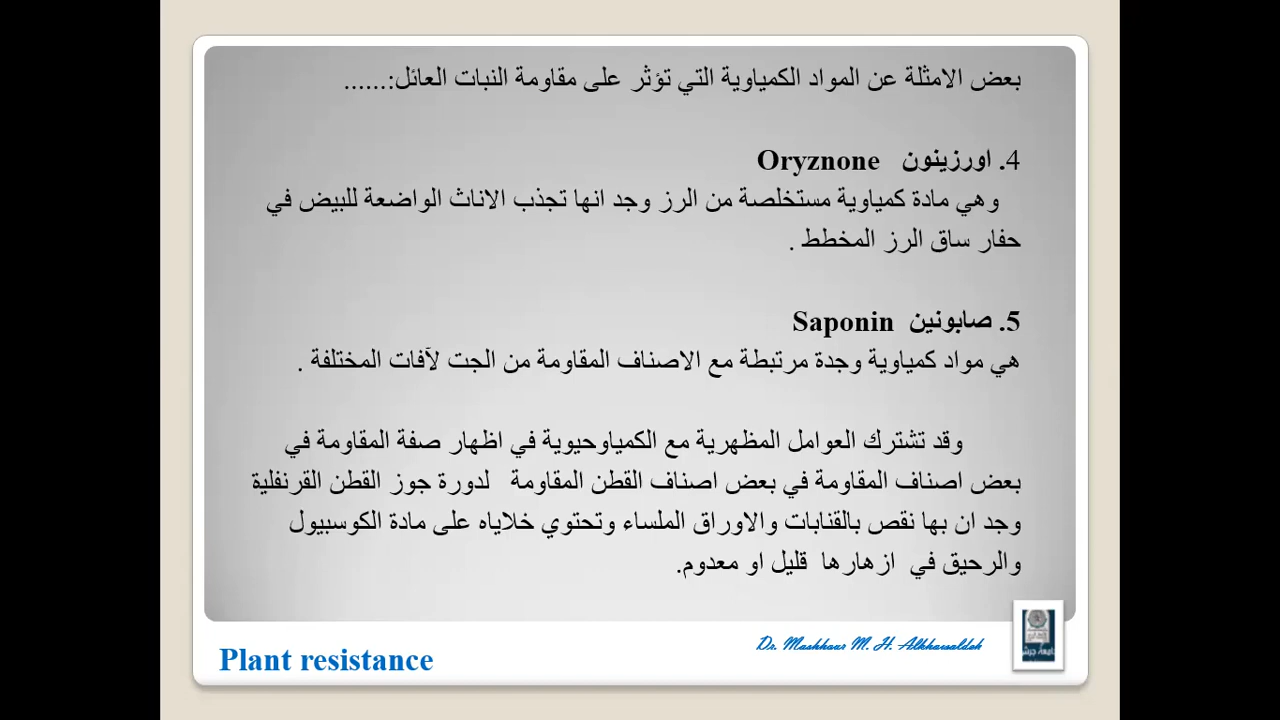 بعض الامثلة عن المواد الكمياوية التي تؤثر على مقاومة النبات العائل:......
4. اورزينون Oryznone
وهي مادة كمياوية مستخلصة من الرز وجد انها تجذب الاناث الواضعة للبيض في
حفار ساق الرز المخطط .
5. صابونين Saponin
هي مواد كمياوية وجدة مرتبطة مع الاصناف المقاومة من الجت لآفات المختلفة .
وقد تشترك العوامل المظهرية مع الكمياوحيوية في اظهار صفة المقاومة في
بعض اصناف المقاومة في بعض اصناف القطن المقاومة لدورة جوز القطن القرنفلية
وجد ان بها نقص بالقنابات والاوراق الملساء وتحتوي خلاياه على مادة الكوسبيول
والرحيق في ازهارها قليل او معدوم.
Dr. Mashhour M. H. Alkhawaldeh
Plant resistance